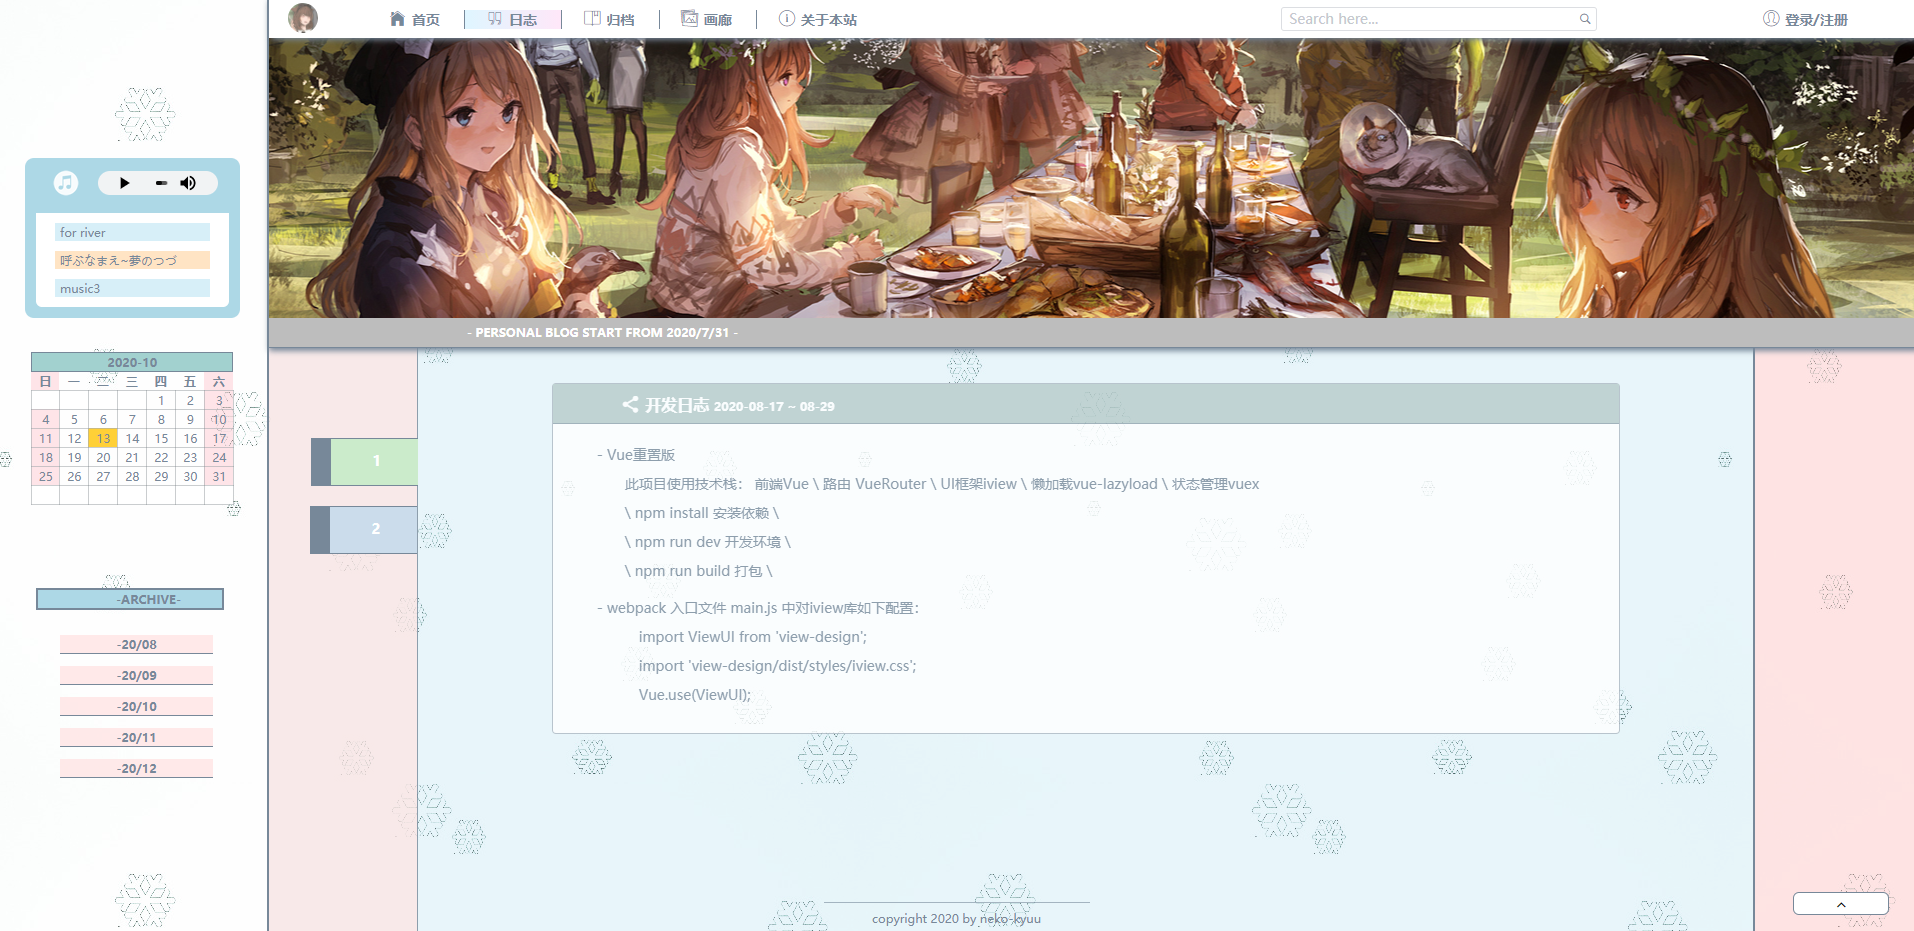 首页 日志 归档 画廊 关于本站 Search here... 登录/注册
for river
呼ぶなまえ~夢のつづ
music3
- PERSONAL BLOG START FROM 2020/7/31 -
2020-10
日 一 二 三 四 五 六
1 2 3
4 5 6 7 8 9 10
11 12 13 14 15 16 17
18 19 20 21 22 23 24
25 26 27 28 29 30 31
-ARCHIVE-
-20/08
-20/09
-20/10
-20/11
-20/12
1
2
开发日志 2020-08-17 ~ 08-29
- Vue重置版
此项目使用技术栈： 前端Vue \ 路由 VueRouter \ UI框架iview \ 懒加载vue-lazyload \ 状态管理vuex
\ npm install 安装依赖 \
\ npm run dev 开发环境 \
\ npm run build 打包 \
- webpack 入口文件 main.js 中对iview库如下配置：
import ViewUI from 'view-design';
import 'view-design/dist/styles/iview.css';
Vue.use(ViewUI);
copyright 2020 by neko-kyuu